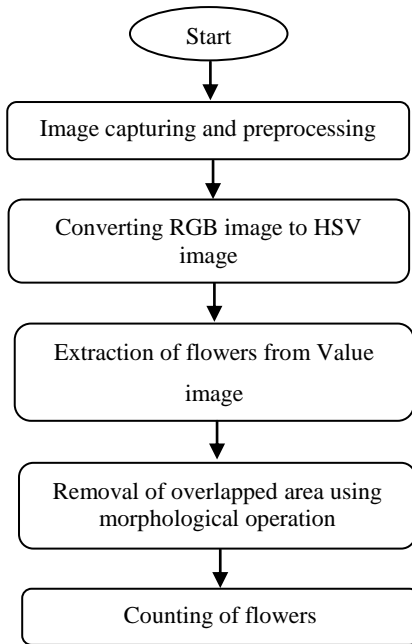 Start
Image capturing and preprocessing
Converting RGB image to HSV
image
Extraction of flowers from Value
image
Removal of overlapped area using
morphological operation
Counting of flowers